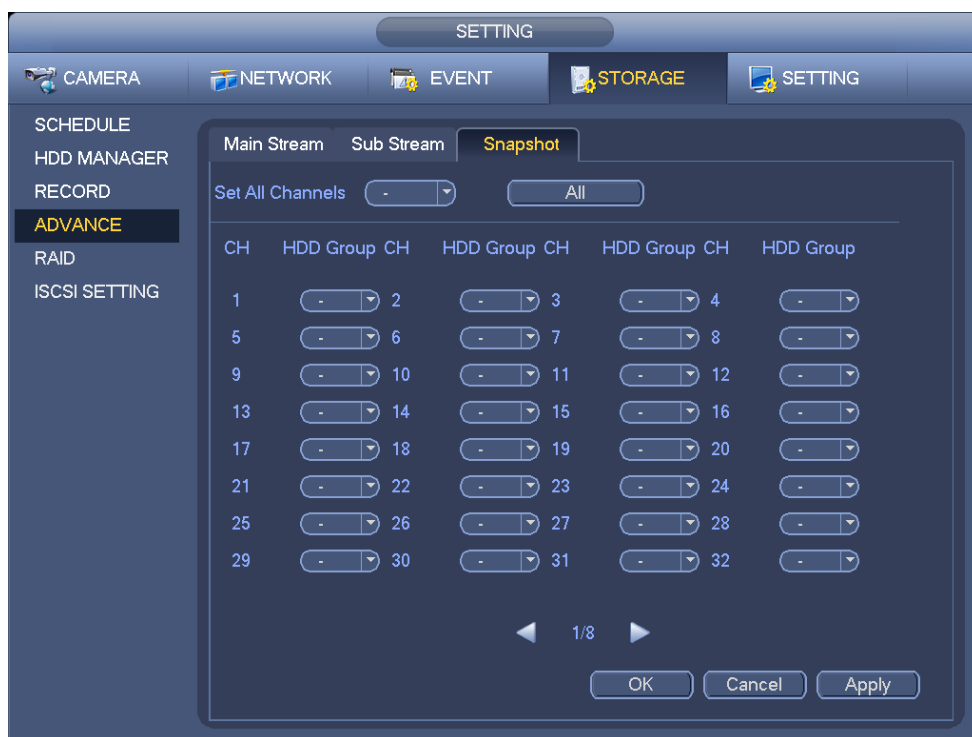 SETTING
CAMERA NETWORK EVENT STORAGE SETTING
SCHEDULE
HDD MANAGER
RECORD
ADVANCE
RAID
ISCSI SETTING
Main Stream Sub Stream Snapshot
Set All Channels - All
CH HDD Group CH HDD Group CH HDD Group CH HDD Group
1 - 2 - 3 - 4 -
5 - 6 - 7 - 8 -
9 - 10 - 11 - 12 -
13 - 14 - 15 - 16 -
17 - 18 - 19 - 20 -
21 - 22 - 23 - 24 -
25 - 26 - 27 - 28 -
29 - 30 - 31 - 32 -
1/8
OK Cancel Apply